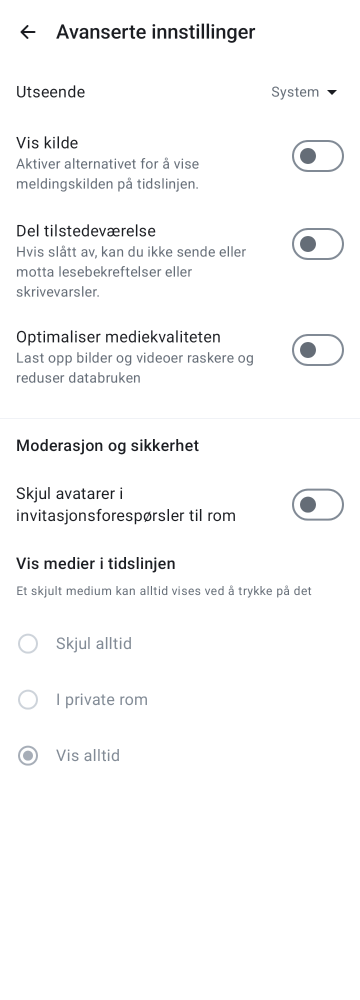 Avanserte innstillinger
Utseende
System
Vis kilde
Aktiver alternativet for å vise
meldingskilden på tidslinjen.
Del tilstedeværelse
Hvis slått av, kan du ikke sende eller
motta lesebekreftelser eller
skrivevarsler.
Optimaliser mediekvaliteten
Last opp bilder og videoer raskere og
reduser databruken
Moderasjon og sikkerhet
Skjul avatarer i
invitasjonsforespørsler til rom
Vis medier i tidslinjen
Et skjult medium kan alltid vises ved å trykke på det
Skjul alltid
I private rom
Vis alltid